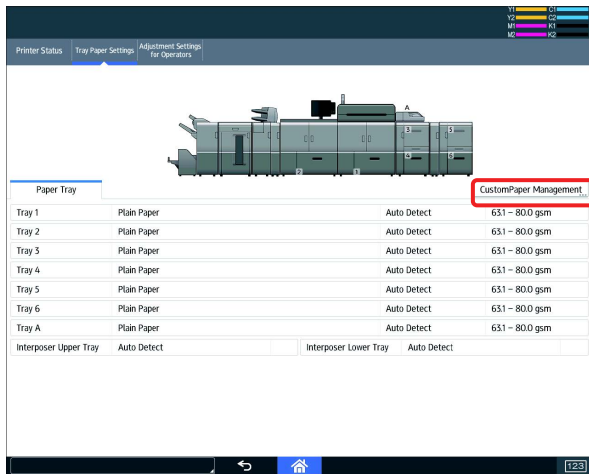 Y1 C1
Y2 C2
M1 K1
M2 K2
Printer Status
Tray Paper Settings
Adjustment Settings
for Operators
A
3 5
4 6
2 1
Paper Tray
CustomPaper Management
Tray 1 Plain Paper Auto Detect 63.1 – 80.0 gsm
Tray 2 Plain Paper Auto Detect 63.1 – 80.0 gsm
Tray 3 Plain Paper Auto Detect 63.1 – 80.0 gsm
Tray 4 Plain Paper Auto Detect 63.1 – 80.0 gsm
Tray 5 Plain Paper Auto Detect 63.1 – 80.0 gsm
Tray 6 Plain Paper Auto Detect 63.1 – 80.0 gsm
Tray A Plain Paper Auto Detect 63.1 – 80.0 gsm
Interposer Upper Tray Auto Detect Interposer Lower Tray Auto Detect
123